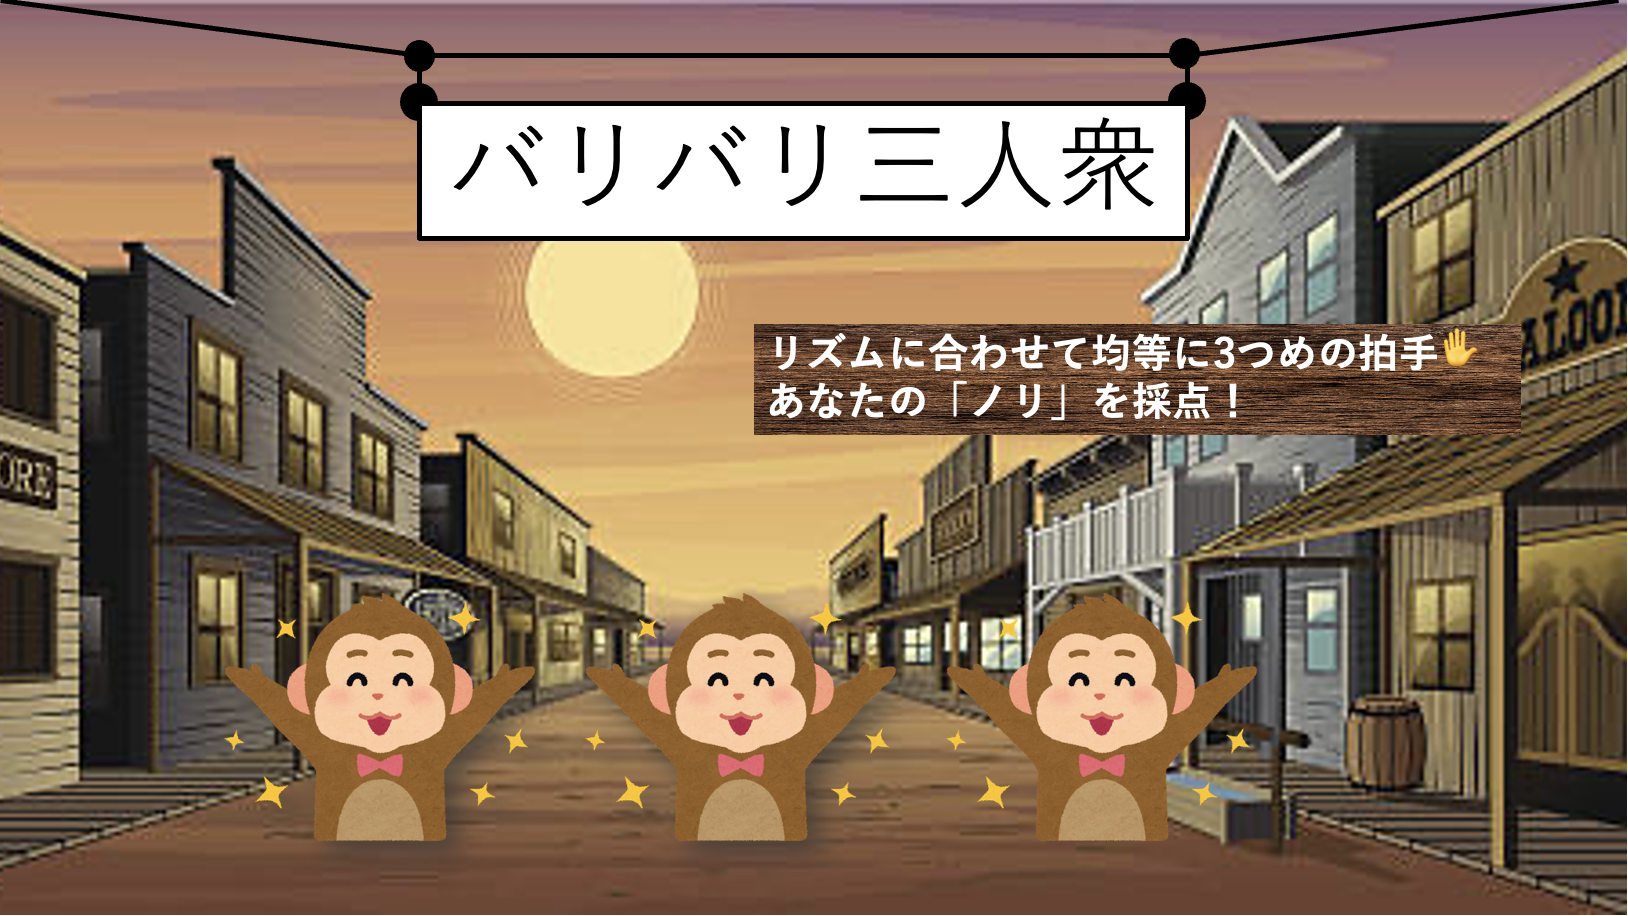 バリバリ三人衆
リズムに合わせて均等に3つめの拍手🖐
あなたの「ノリ」を採点！
ALOON
ORE